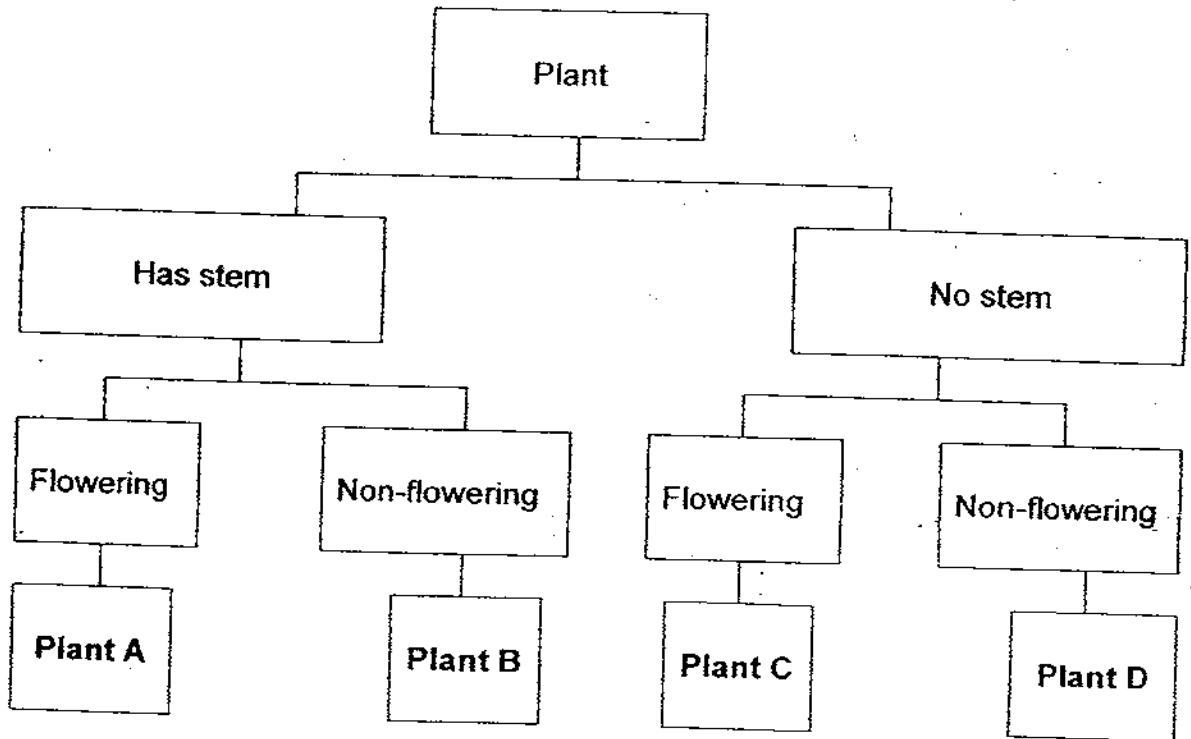 Plant
Has stem
No stem
Flowering
Non-flowering
Flowering
Non-flowering
Plant A
Plant B
Plant C
Plant D